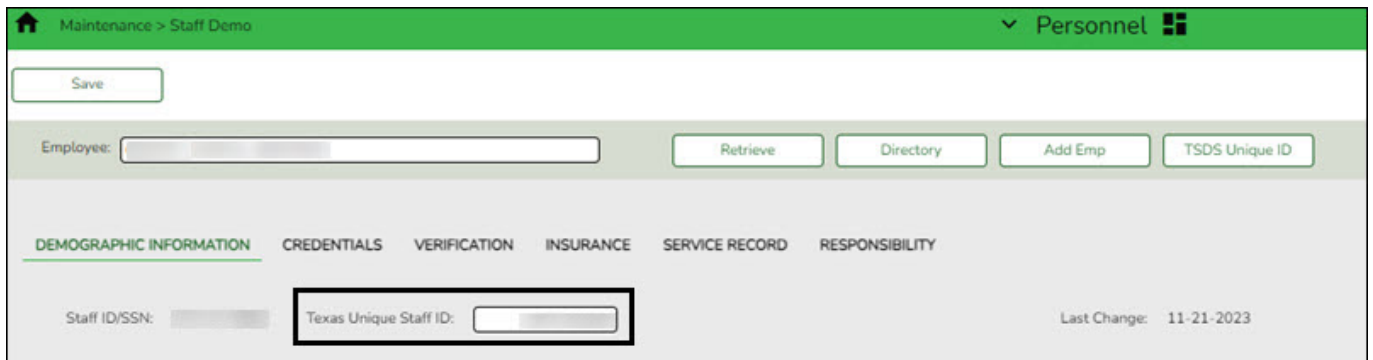 Maintenance > Staff Demo Personnel
Save
Employee: Retrieve Directory Add Emp TSDS Unique ID
DEMOGRAPHIC INFORMATION CREDENTIALS VERIFICATION INSURANCE SERVICE RECORD RESPONSIBILITY
Staff ID/SSN: Texas Unique Staff ID: Last Change: 11-21-2023